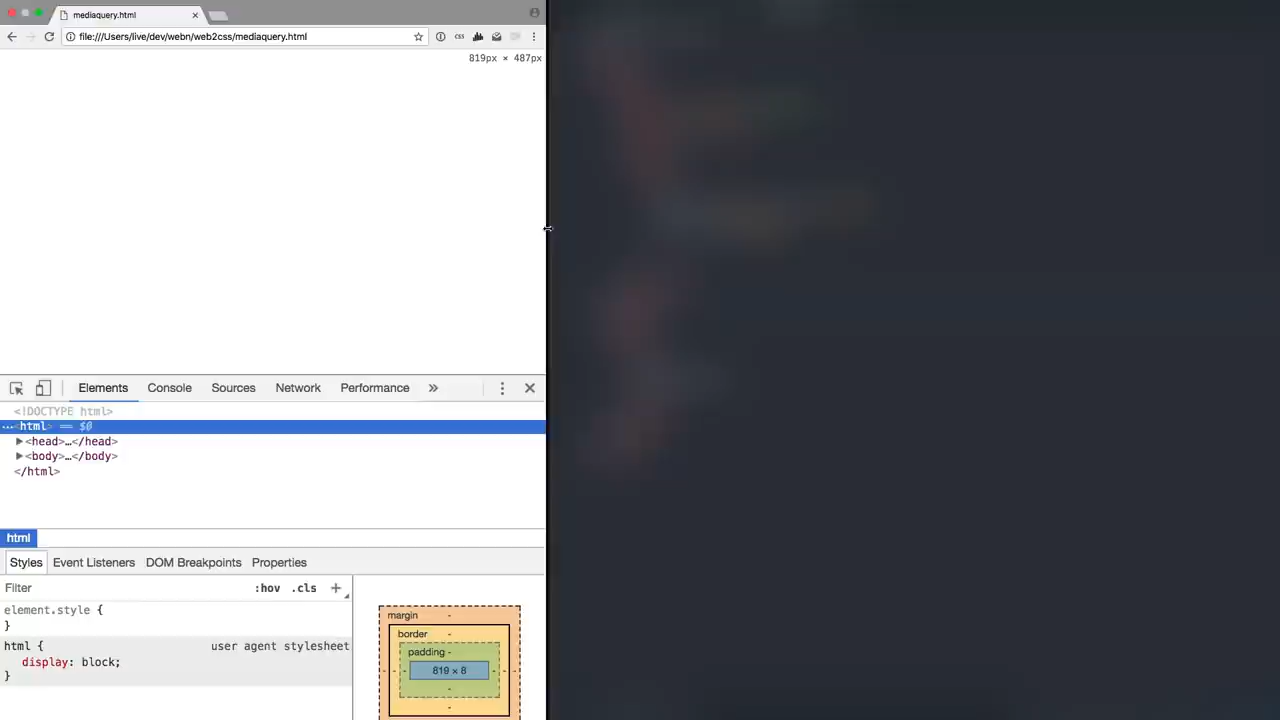 mediaquery.html
file:///Users/live/dev/webn/web2css/mediaquery.html
css
819px × 487px
Elements Console Sources Network Performance »
<!DOCTYPE html>
…<html> == $0
▶<head>…</head>
▶<body>…</body>
</html>
html
Styles Event Listeners DOM Breakpoints Properties
Filter :hov .cls +
element.style {
}
html { user agent stylesheet
display: block;
}
margin -
border -
padding -
- - - 819 × 8 - - -
-
-